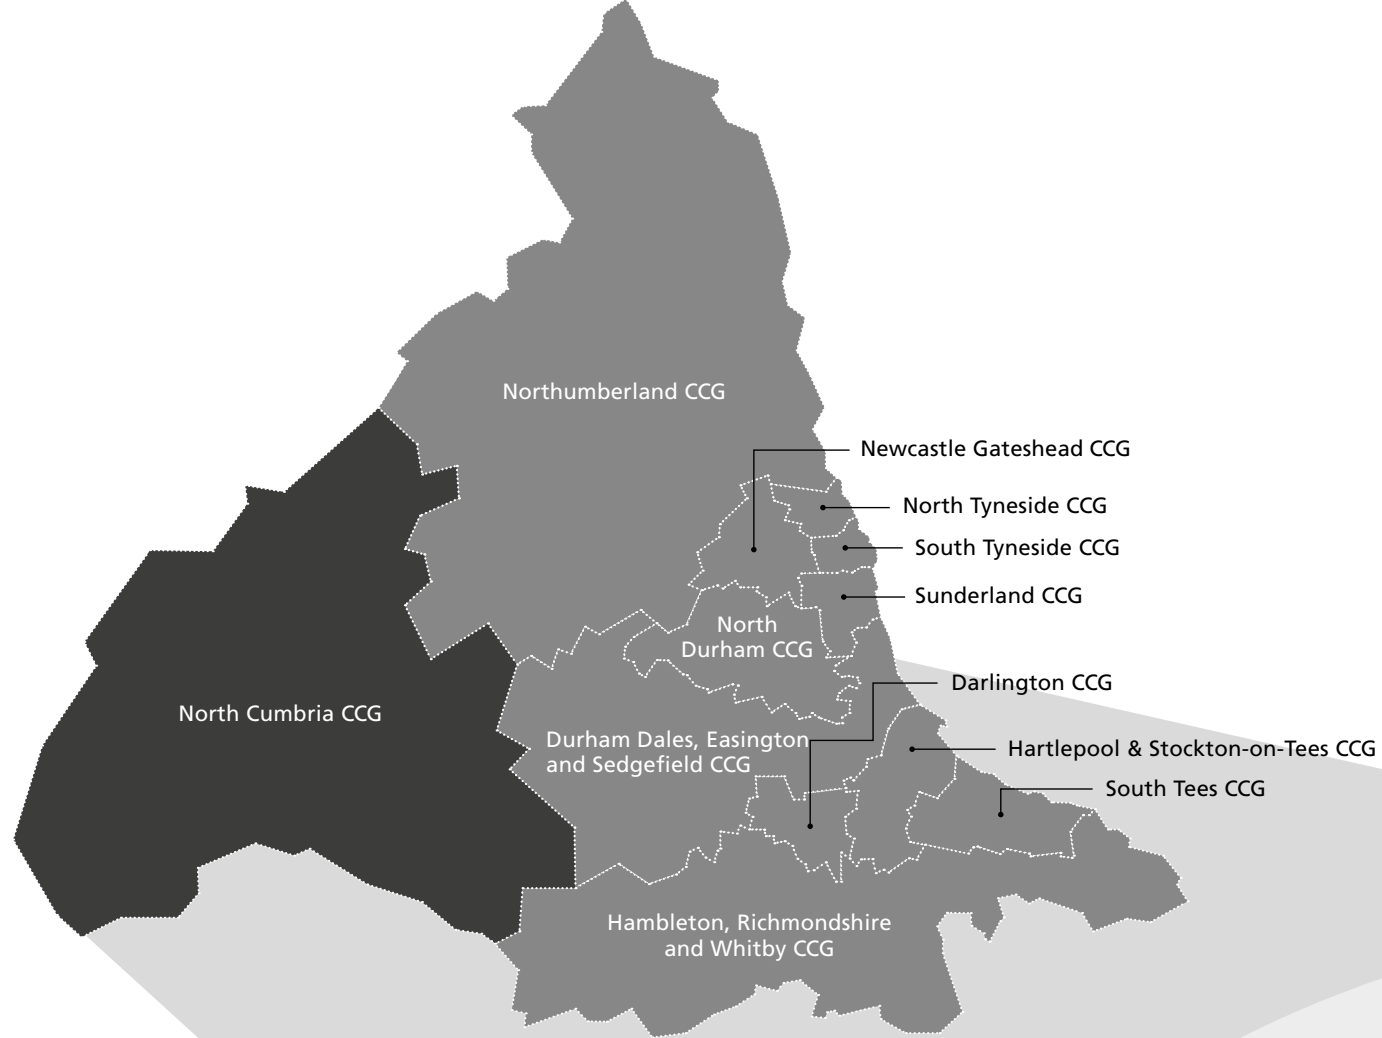 Northumberland CCG
Newcastle Gateshead CCG
North Tyneside CCG
South Tyneside CCG
Sunderland CCG
North
Durham CCG
Darlington CCG
North Cumbria CCG
Durham Dales, Easington
and Sedgefield CCG
Hartlepool & Stockton-on-Tees CCG
South Tees CCG
Hambleton, Richmondshire
and Whitby CCG